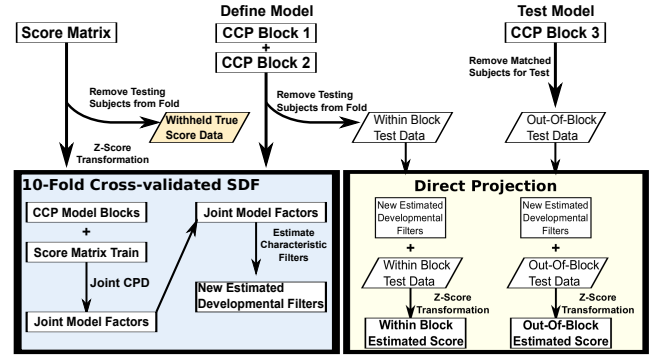 Define Model
Test Model
Score Matrix
CCP Block 1
+
CCP Block 2
CCP Block 3
Remove Testing
Subjects from Fold
Withheld True
Score Data
Remove Testing
Subjects from Fold
Within Block
Test Data
Remove Matched
Subjects for Test
Out-Of-Block
Test Data
Z-Score
Transformation
10-Fold Cross-validated SDF
CCP Model Blocks
+
Score Matrix Train
Joint CPD
Joint Model Factors
Joint Model Factors
Estimate
Characteristic
Filters
New Estimated
Developmental Filters
Direct Projection
New Estimated
Developmental
Filters
+
Within Block
Test Data
Z-Score
Transformation
Within Block
Estimated Score
New Estimated
Developmental
Filters
+
Out-Of-Block
Test Data
Z-Score
Transformation
Out-Of-Block
Estimated Score